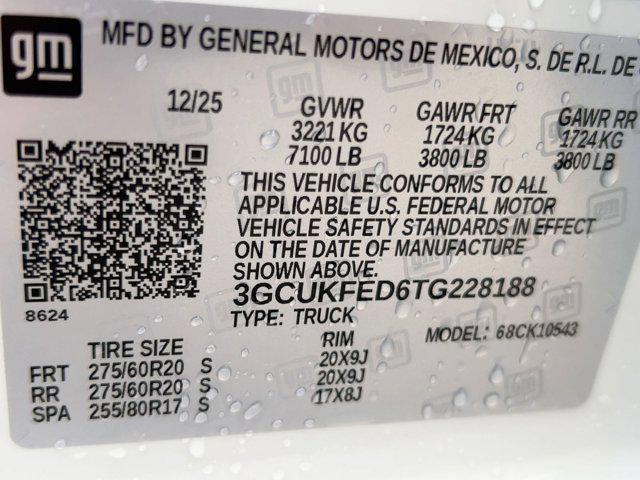 gm
MFD BY GENERAL MOTORS DE MEXICO, S. DE R.L. DE
12/25
GVWR GAWR FRT GAWR RR
3221 KG 1724 KG 1724 KG
7100 LB 3800 LB 3800 LB
THIS VEHICLE CONFORMS TO ALL
APPLICABLE U.S. FEDERAL MOTOR
VEHICLE SAFETY STANDARDS IN EFFECT
ON THE DATE OF MANUFACTURE
SHOWN ABOVE.
3GCUKFED6TG228188
8624
TYPE: TRUCK
MODEL: 68CK10543
TIRE SIZE RIM
FRT 275/60R20 S 20X9J
RR 275/60R20 S 20X9J
SPA 255/80R17 S 17X8J